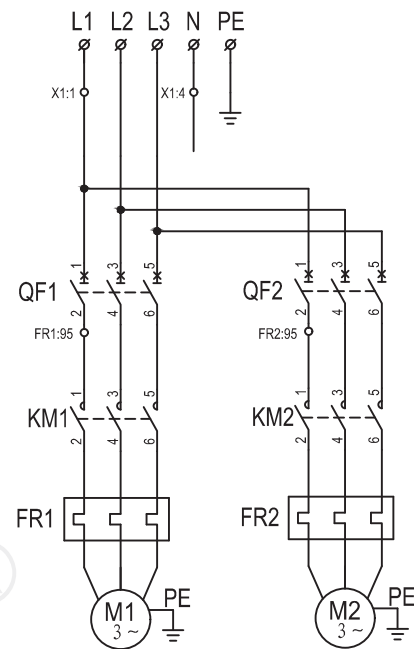 L1 L2 L3 N PE
X1:1 X1:4
1 3 5 1 3 5
QF1 QF2
2 4 6 2 4 6
FR1:95 FR2:95
1 3 5 1 3 5
KM1 KM2
2 4 6 2 4 6
FR1 FR2
PE PE
M1 M2
3 ~ 3 ~